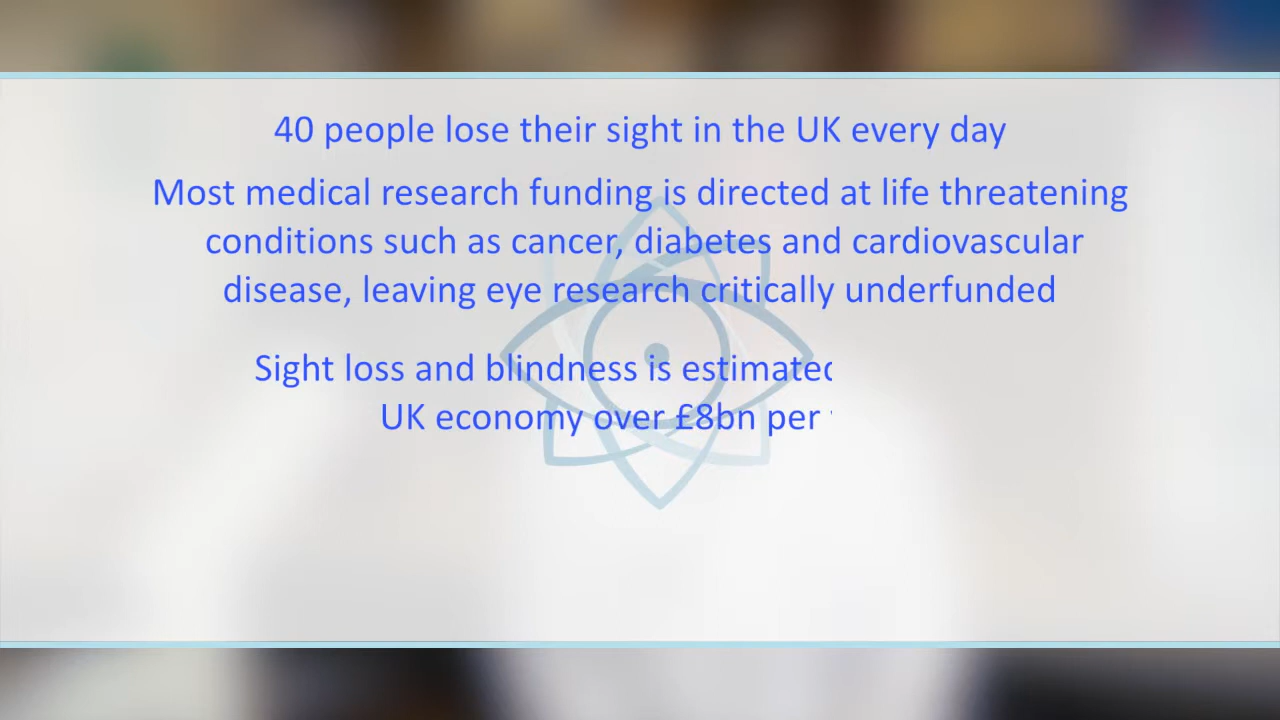 40 people lose their sight in the UK every day
Most medical research funding is directed at life threatening
conditions such as cancer, diabetes and cardiovascular
disease, leaving eye research critically underfunded
Sight loss and blindness is estimated
UK economy over £8bn per